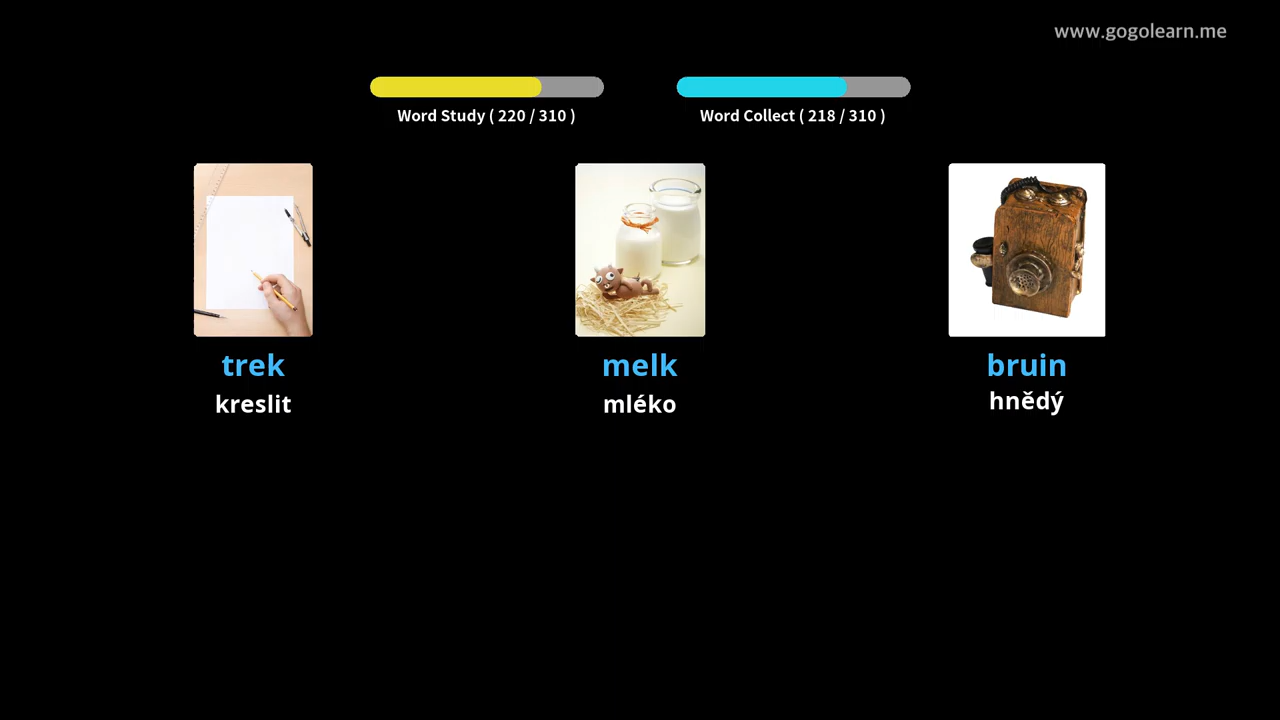 www.gogolearn.me
Word Study ( 220 / 310 )
Word Collect ( 218 / 310 )
trek
melk
bruin
kreslit
mléko
hnědý